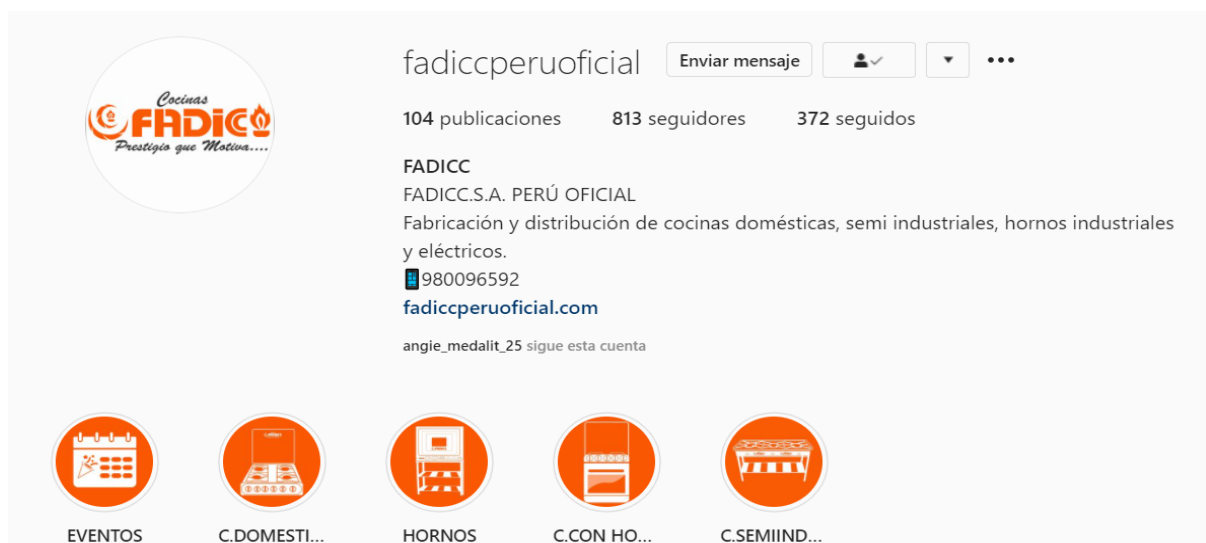 Cocinas
FADICC
Prestigio que Motiva....
fadiccperuoficial Enviar mensaje
104 publicaciones 813 seguidores 372 seguidos
FADICC
FADICC.S.A. PERÚ OFICIAL
Fabricación y distribución de cocinas domésticas, semi industriales, hornos industriales
y eléctricos.
980096592
fadiccperuoficial.com
angie_medalit_25 sigue esta cuenta
EVENTOS C.DOMESTI... HORNOS C.CON HO... C.SEMIIND...